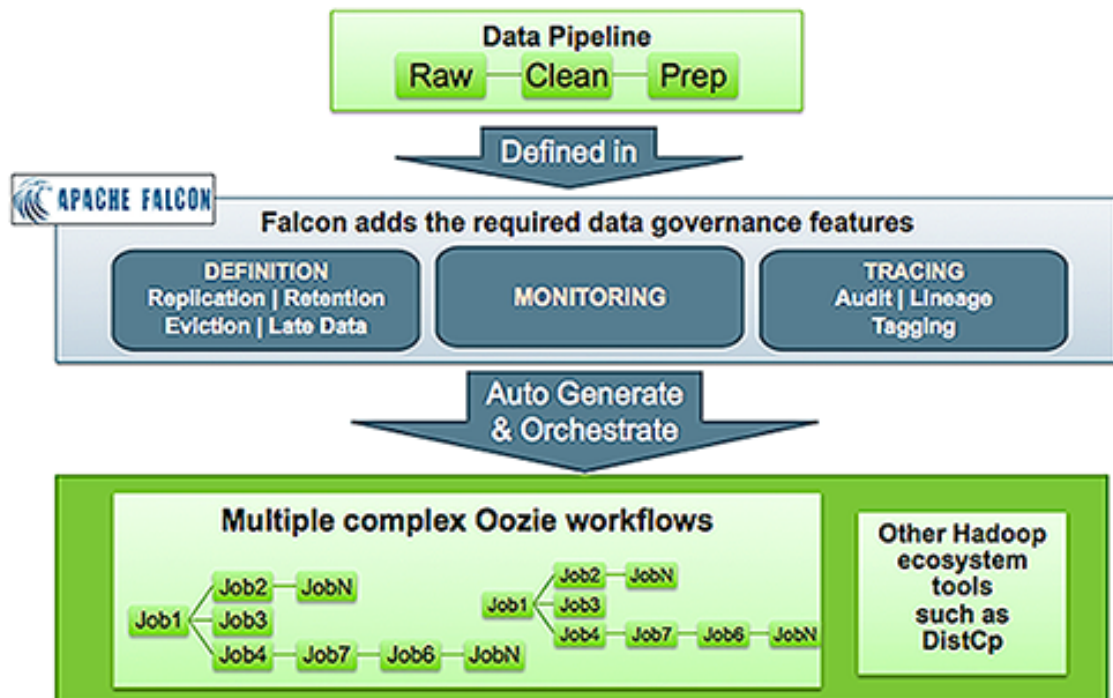 Data Pipeline
Raw Clean Prep
Defined in
APACHE FALCON
Falcon adds the required data governance features
DEFINITION
Replication | Retention
Eviction | Late Data
MONITORING
TRACING
Audit | Lineage
Tagging
Auto Generate
& Orchestrate
Multiple complex Oozie workflows
Job2 JobN
Job1 Job3
Job4 Job7 Job6 JobN
Job2 JobN
Job1 Job3
Job4 Job7 Job6 JobN
Other Hadoop
ecosystem
tools
such as
DistCp